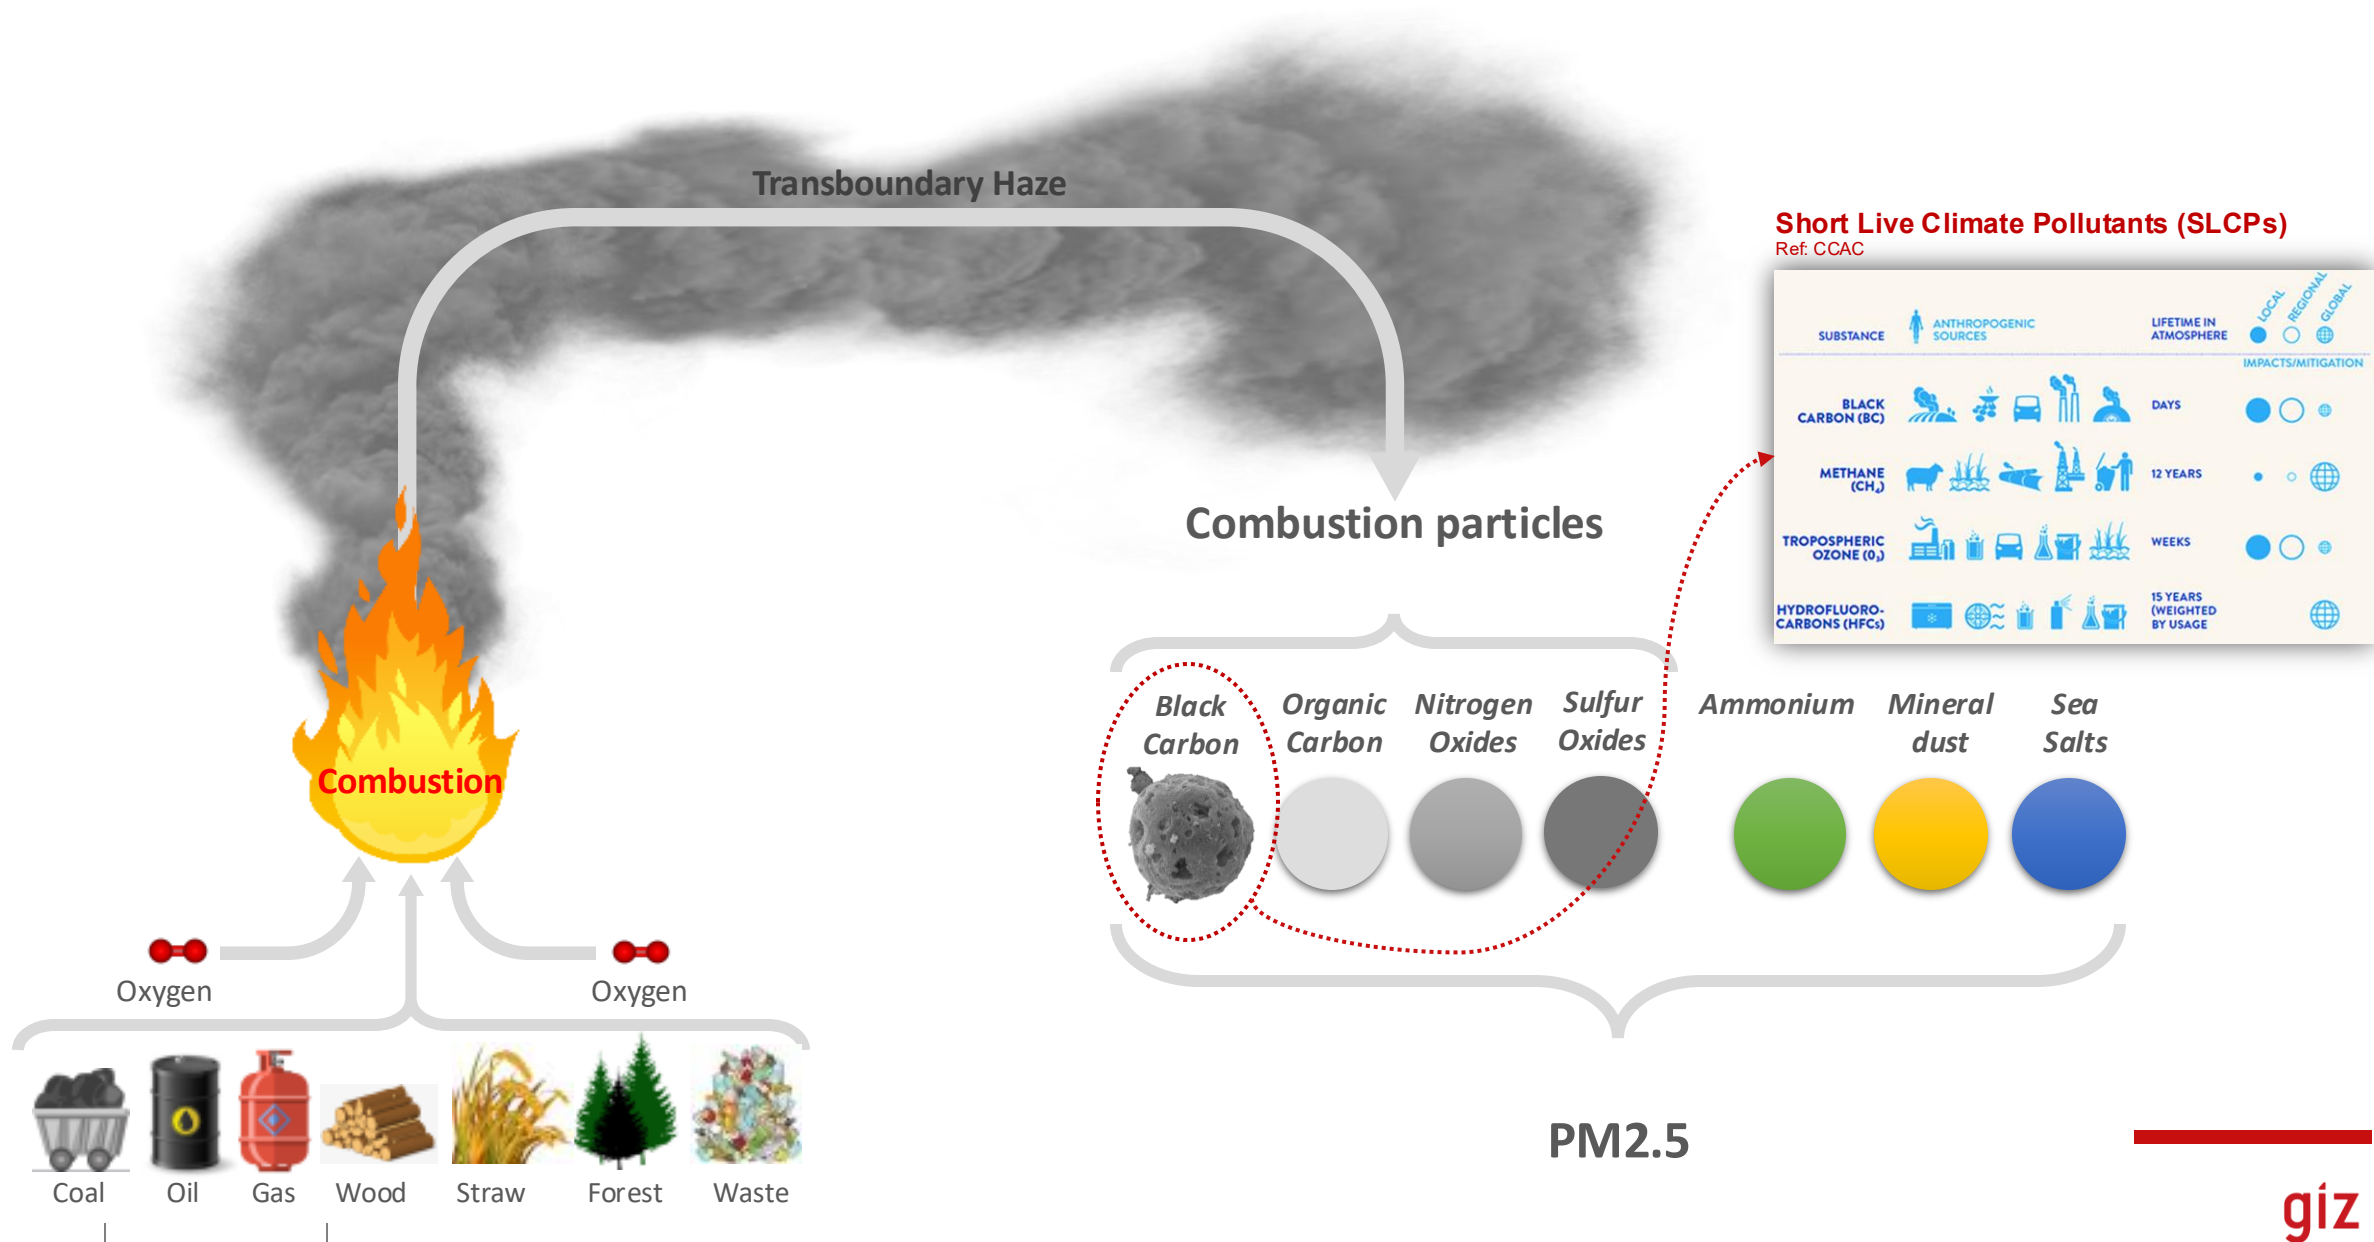 Transboundary Haze
Short Live Climate Pollutants (SLCPs)
Ref: CCAC
SUBSTANCE
ANTHROPOGENIC
SOURCES
LIFETIME IN
ATMOSPHERE
LOCAL
REGIONAL
GLOBAL
IMPACTS/MITIGATION
BLACK
CARBON (BC)
DAYS
METHANE
(CH₄)
12 YEARS
TROPOSPHERIC
OZONE (O₃)
WEEKS
HYDROFLUORO-
CARBONS (HFCs)
15 YEARS
(WEIGHTED
BY USAGE
Combustion particles
Black
Carbon
Organic
Carbon
Nitrogen
Oxides
Sulfur
Oxides
Ammonium
Mineral
dust
Sea
Salts
Combustion
Oxygen
Oxygen
Coal
Oil
Gas
Wood
Straw
Forest
Waste
PM2.5
giz